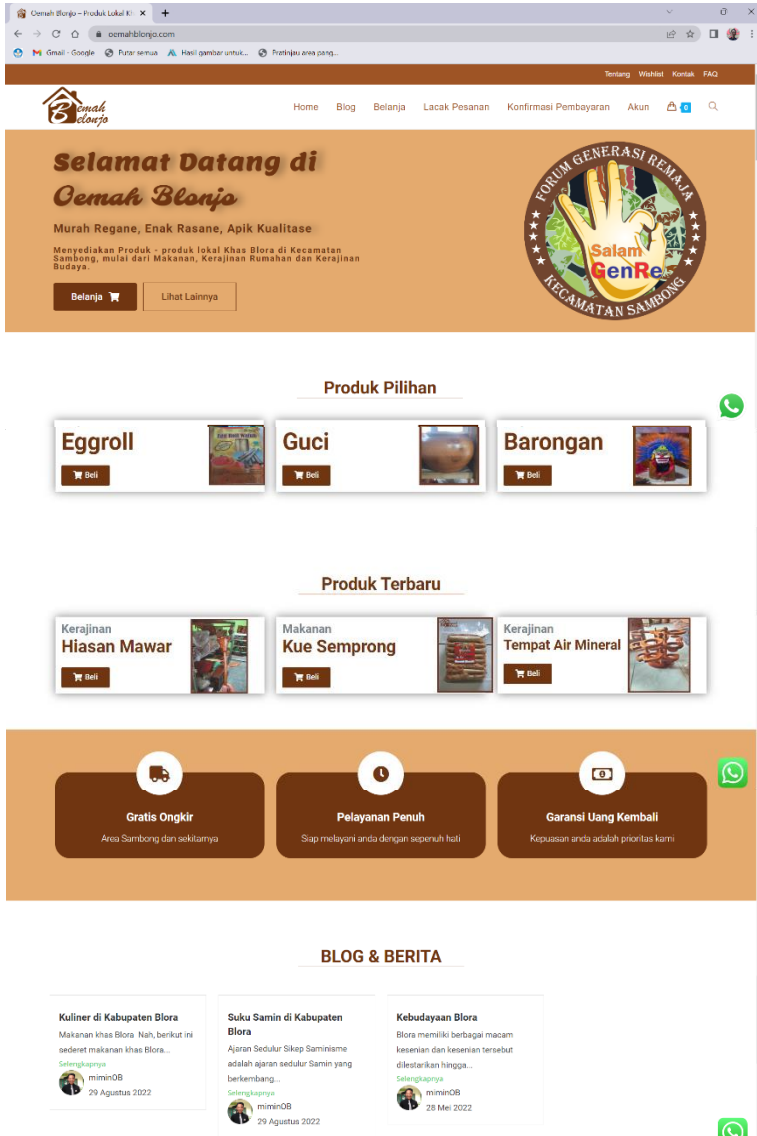 Oemah Blonjo – Produk Lokal Kh
oemahblonjo.com
Gmail - Google
Putar semua
Hasil gambar untuk...
Pratinjau area pang...
Tentang Wishlist Kontak FAQ
Bemah
Belonjo
Home Blog Belanja Lacak Pesanan Konfirmasi Pembayaran Akun 0
Selamat Datang di
Oemah Blonjo
Murah Regane, Enak Rasane, Apik Kualitase
Menyediakan Produk - produk lokal Khas Blora di Kecamatan
Sambong, mulai dari Makanan, Kerajinan Rumahan dan Kerajinan
Budaya.
Belanja
Lihat Lainnya
FORUM GENERASI REMAJA
Salam
GenRe
KECAMATAN SAMBONG
Produk Pilihan
Eggroll
Beli
Guci
Beli
Barongan
Beli
Produk Terbaru
Kerajinan
Hiasan Mawar
Beli
Makanan
Kue Semprong
Beli
Kerajinan
Tempat Air Mineral
Beli
Gratis Ongkir
Area Sambong dan sekitarnya
Pelayanan Penuh
Siap melayani anda dengan sepenuh hati
Garansi Uang Kembali
Kepuasan anda adalah prioritas kami
BLOG & BERITA
Kuliner di Kabupaten Blora
Makanan khas Blora Nah, berikut ini
sederet makanan khas Blora...
Selengkapnya
miminOB
29 Agustus 2022
Suku Samin di Kabupaten
Blora
Ajaran Sedulur Sikep Saminisme
adalah ajaran sedulur Samin yang
berkembang...
Selengkapnya
miminOB
29 Agustus 2022
Kebudayaan Blora
Blora memiliki berbagai macam
kesenian dan kesenian tersebut
dilestarikan hingga...
Selengkapnya
miminOB
28 Mei 2022